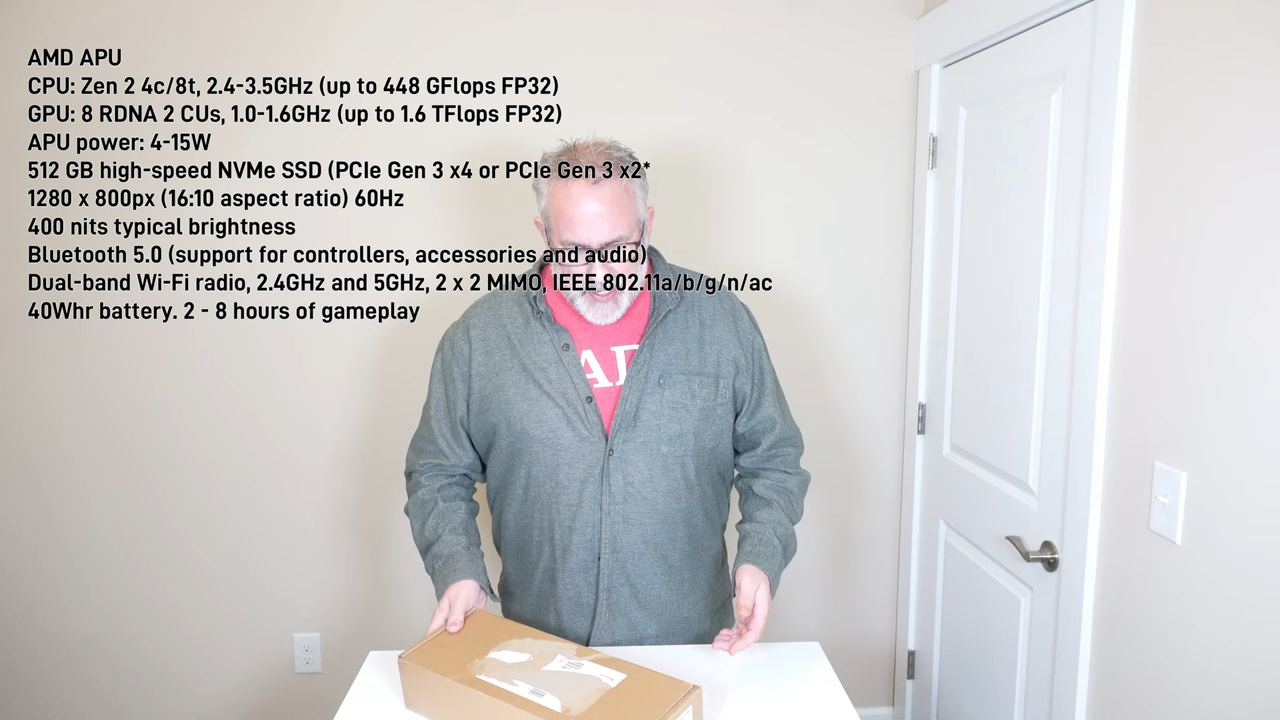 AMD APU
CPU: Zen 2 4c/8t, 2.4-3.5GHz (up to 448 GFlops FP32)
GPU: 8 RDNA 2 CUs, 1.0-1.6GHz (up to 1.6 TFlops FP32)
APU power: 4-15W
512 GB high-speed NVMe SSD (PCIe Gen 3 x4 or PCIe Gen 3 x2*
1280 x 800px (16:10 aspect ratio) 60Hz
400 nits typical brightness
Bluetooth 5.0 (support for controllers, accessories and audio)
Dual-band Wi-Fi radio, 2.4GHz and 5GHz, 2 x 2 MIMO, IEEE 802.11a/b/g/n/ac
40Whr battery. 2 - 8 hours of gameplay